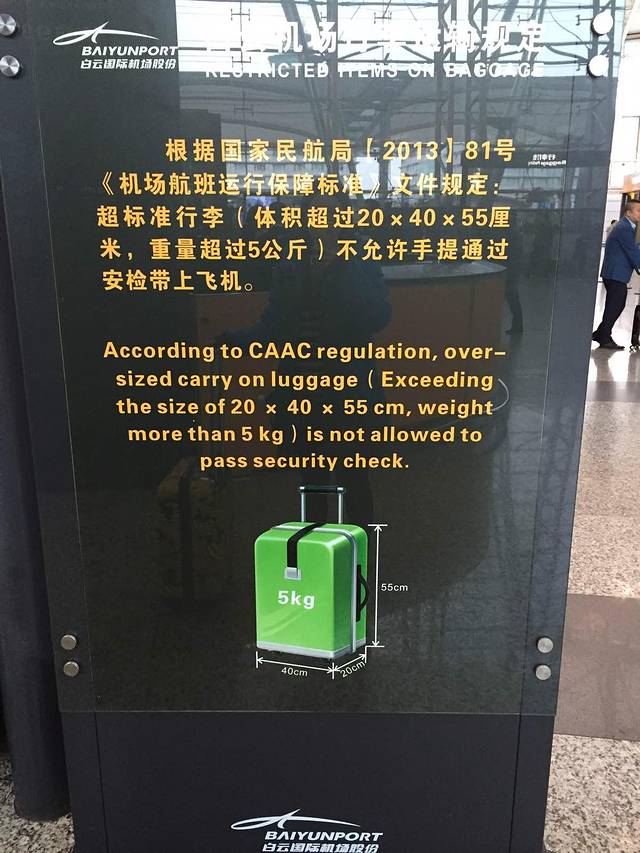 BAIYUNPORT
白云国际机场股份
RESTRICTED ITEMS ON BAGGAGE
根据国家民航局【2013】81号
《机场航班运行保障标准》文件规定：
超标准行李（体积超过20×40×55厘
米，重量超过5公斤）不允许手提通过
安检带上飞机。
According to CAAC regulation, over-
sized carry on luggage (Exceeding
the size of 20 × 40 × 55 cm, weight
more than 5 kg) is not allowed to
pass security check.
5kg
55cm
40cm
20cm
BAIYUNPORT
白云国际机场股份